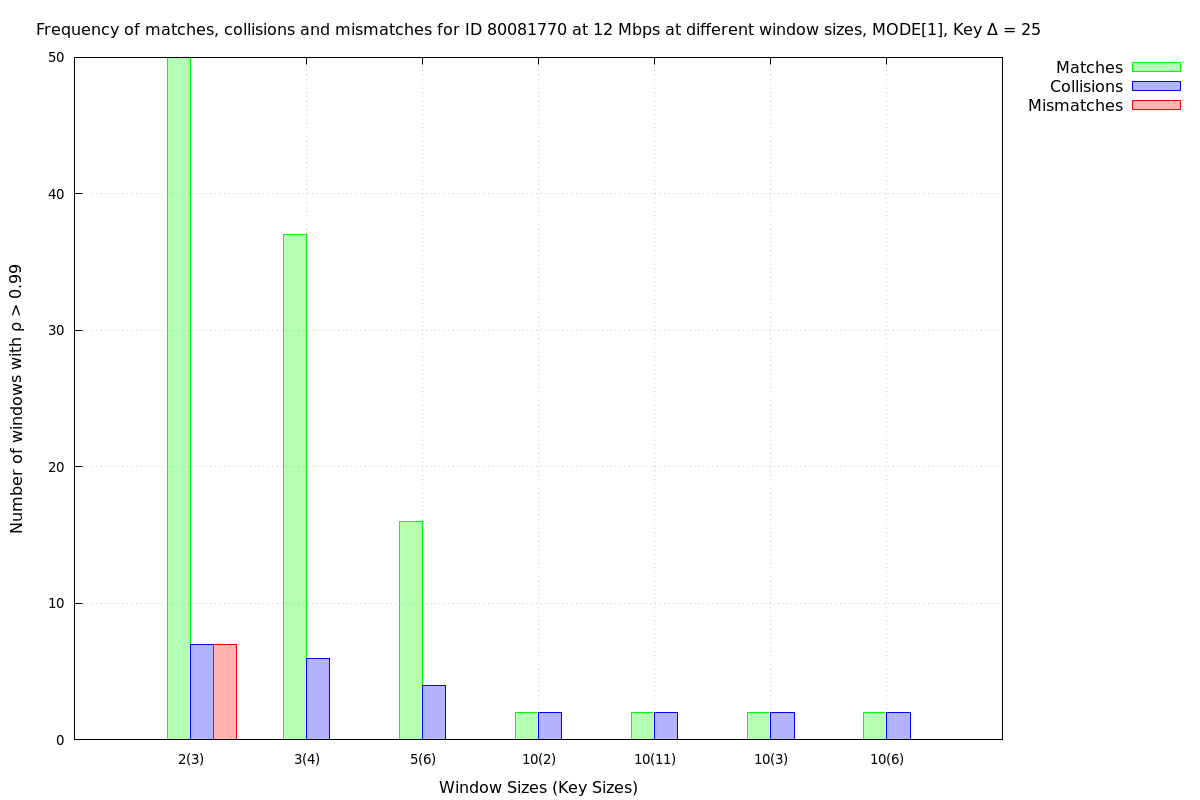 Frequency of matches, collisions and mismatches for ID 80081770 at 12 Mbps at different window sizes, MODE[1], Key Δ = 25
Matches
Collisions
Mismatches
Number of windows with ρ > 0.99
50
40
30
20
10
0
2(3)
3(4)
5(6)
10(2)
10(11)
10(3)
10(6)
Window Sizes (Key Sizes)